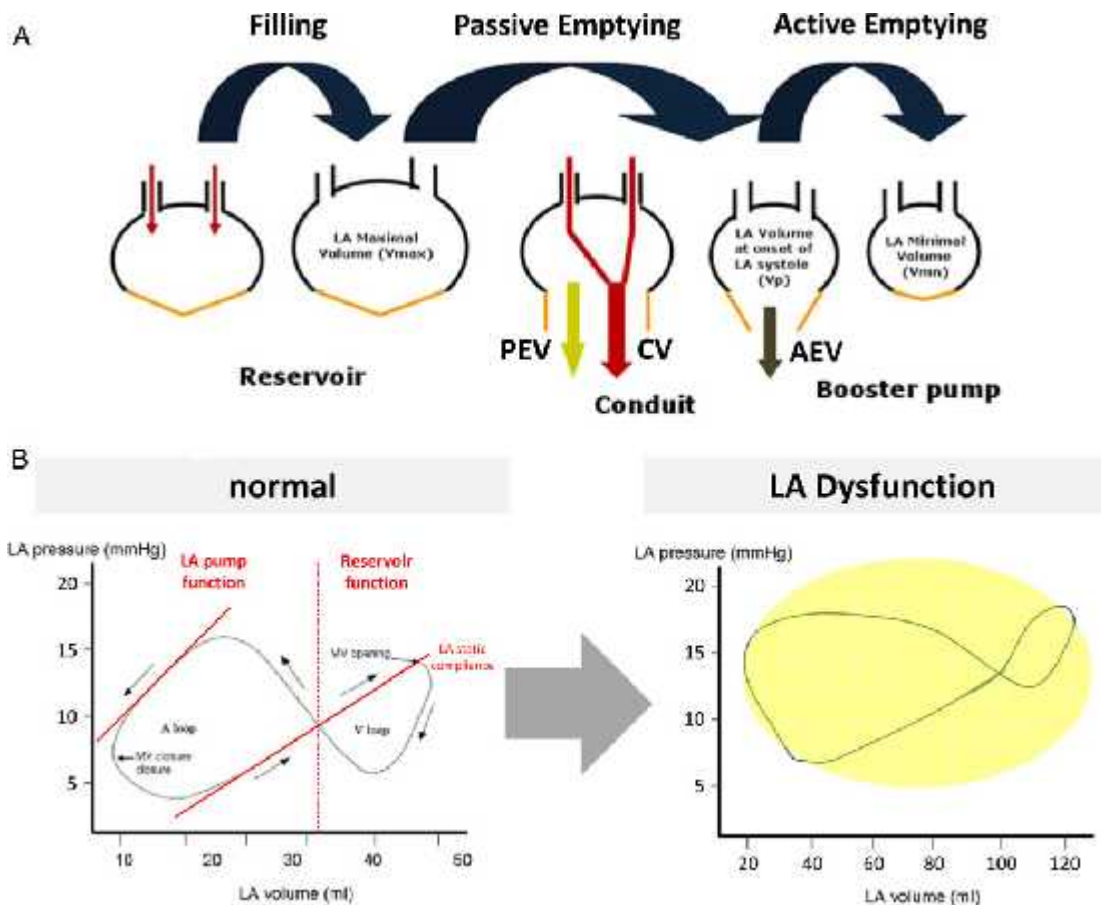 A
Filling
Passive Emptying
Active Emptying
LA Maximal
Volume (Vmax)
LA Volume
at onset of
LA systole
(Vp)
LA Minimal
Volume
(Vmn)
PEV
CV
AEV
Reservoir
Conduit
Booster pump
B
normal
LA Dysfunction
LA pressure (mmHg)
LA pump
function
Reservoir
function
20
15
10
5
MV opening
LA static
compliance
A loop
V loop
MV closure
closure
10
20
30
40
50
LA volume (ml)
LA pressure (mmHg)
20
15
10
5
20
40
60
80
100
120
LA volume (ml)